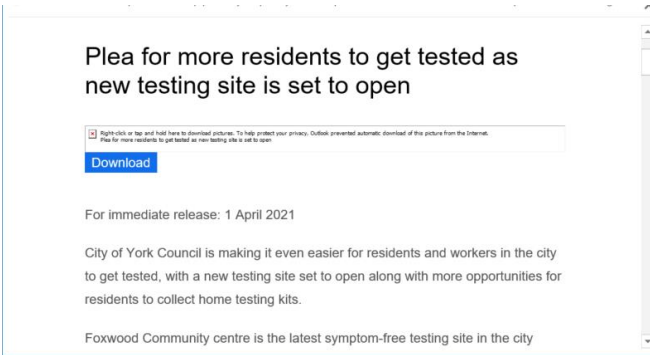 Plea for more residents to get tested as
new testing site is set to open
Right-click or tap and hold here to download pictures. To help protect your privacy, Outlook prevented automatic download of this picture from the Internet.
Plea for more residents to get tested as new testing site is set to open
Download
For immediate release: 1 April 2021
City of York Council is making it even easier for residents and workers in the city
to get tested, with a new testing site set to open along with more opportunities for
residents to collect home testing kits.
Foxwood Community centre is the latest symptom-free testing site in the city